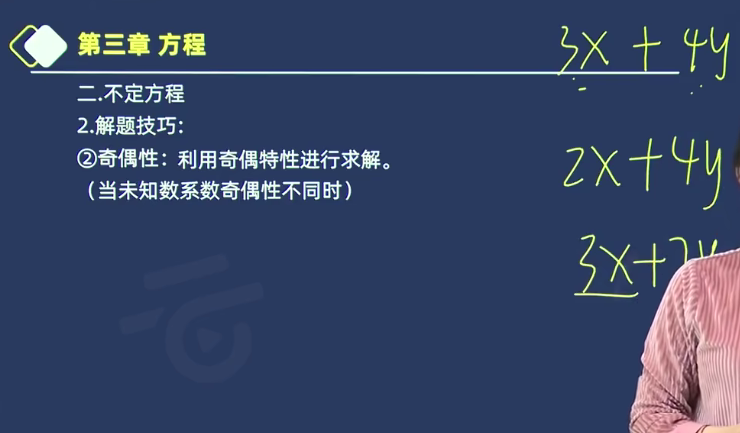 第三章 方程
二.不定方程
2.解题技巧:
②奇偶性：利用奇偶特性进行求解。
（当未知数系数奇偶性不同时）
3x + 4y
2x+4y
3x+